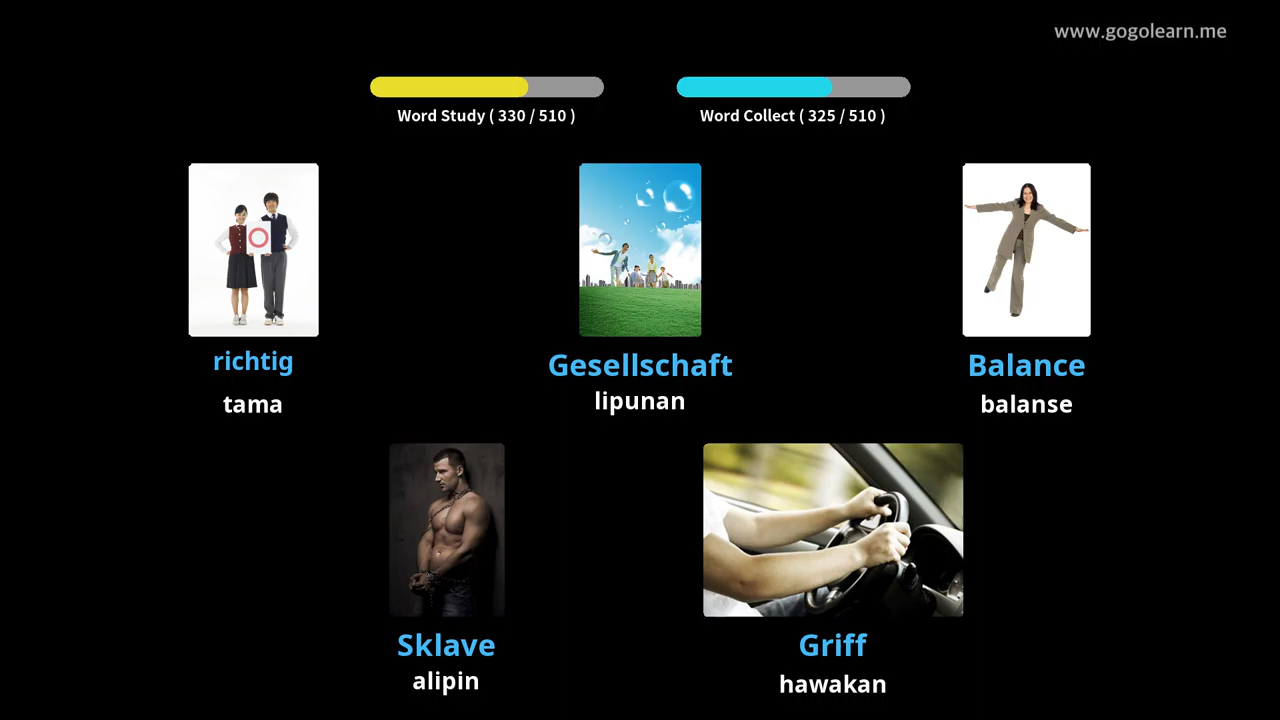 www.gogolearn.me
Word Study ( 330 / 510 )
Word Collect ( 325 / 510 )
richtig
tama
Gesellschaft
lipunan
Balance
balanse
Sklave
alipin
Griff
hawakan